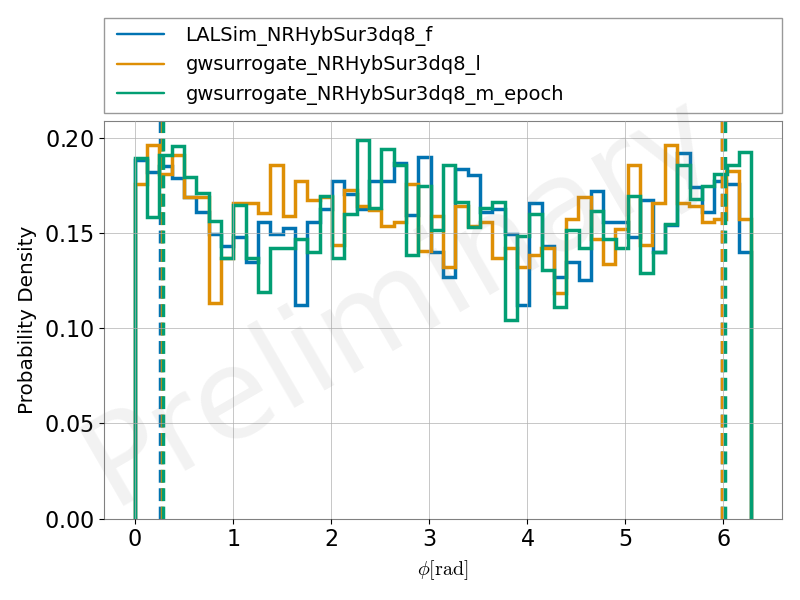 LALSim_NRHybSur3dq8_f
gwsurrogate_NRHybSur3dq8_l
gwsurrogate_NRHybSur3dq8_m_epoch
Preliminary
Probability Density
0.20
0.15
0.10
0.05
0.00
0 1 2 3 4 5 6
ϕ[rad]